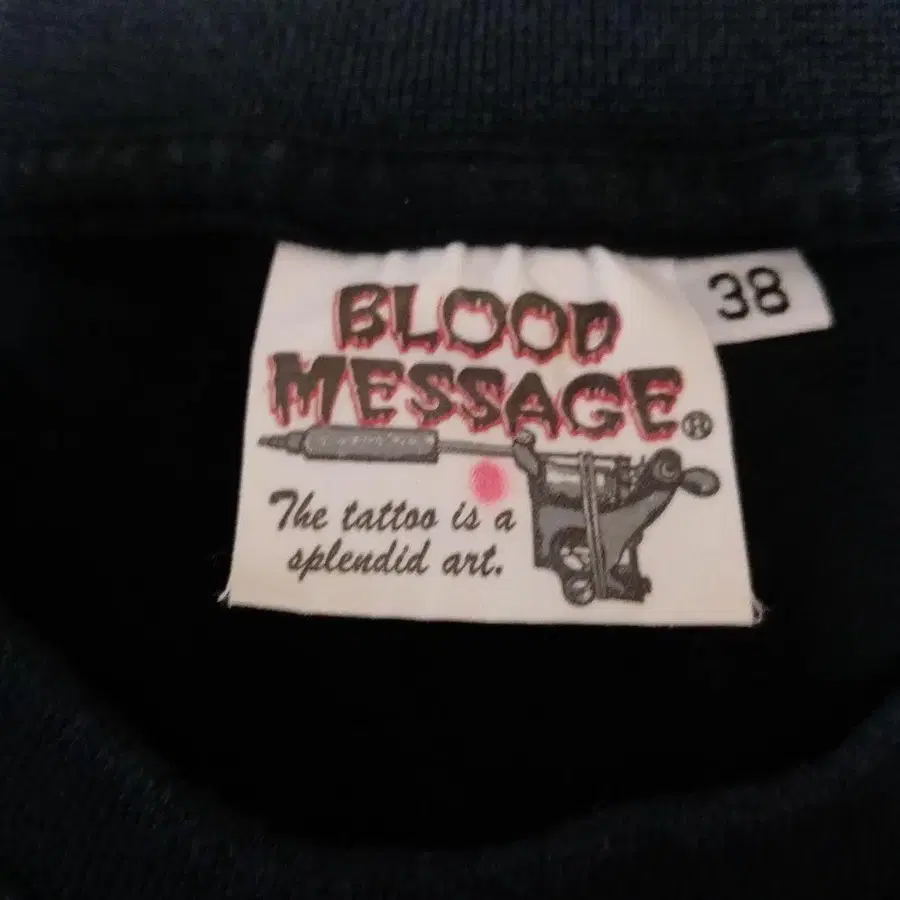 BLOOD
MESSAGE®
38
The tattoo is a
splendid art.